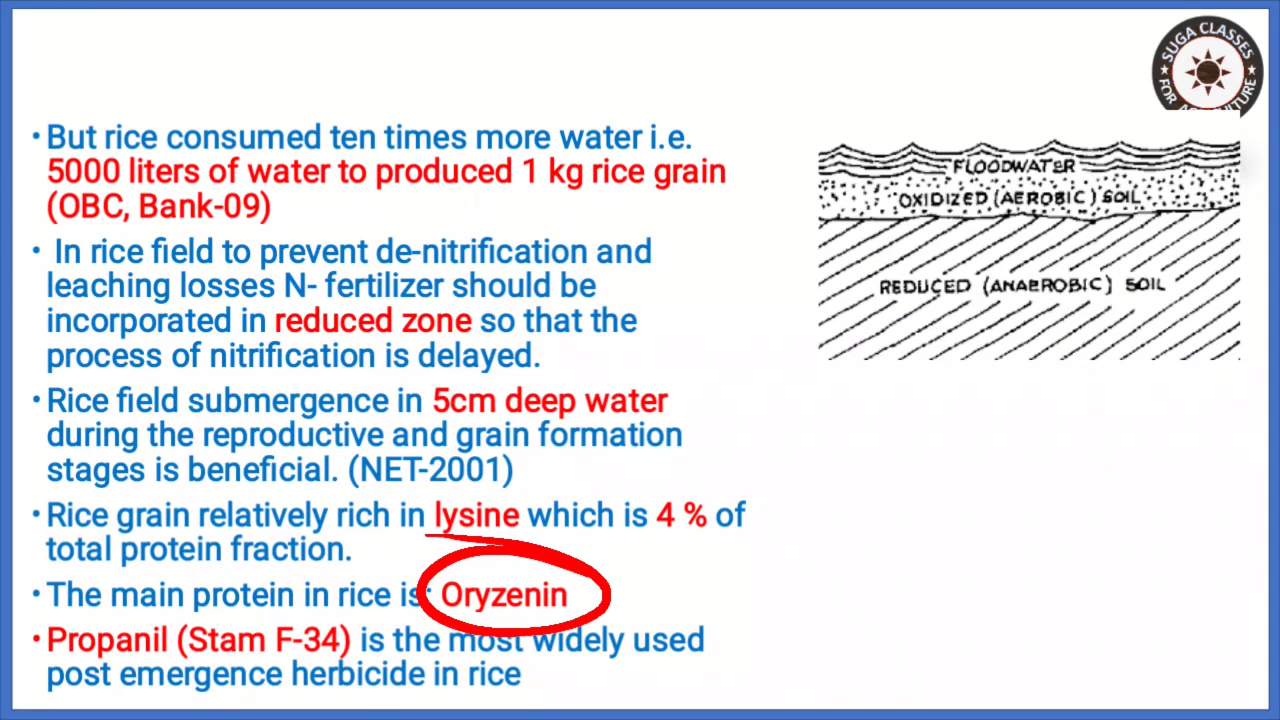 SUGA CLASSES
FOR AGRICULTURE
• But rice consumed ten times more water i.e.
5000 liters of water to produced 1 kg rice grain
(OBC, Bank-09)
• In rice field to prevent de-nitrification and
leaching losses N- fertilizer should be
incorporated in reduced zone so that the
process of nitrification is delayed.
• Rice field submergence in 5cm deep water
during the reproductive and grain formation
stages is beneficial. (NET-2001)
• Rice grain relatively rich in lysine which is 4 % of
total protein fraction.
• The main protein in rice is: Oryzenin
• Propanil (Stam F-34) is the most widely used
post emergence herbicide in rice
FLOODWATER
OXIDIZED (AEROBIC) SOIL
REDUCED (ANAEROBIC) SOIL